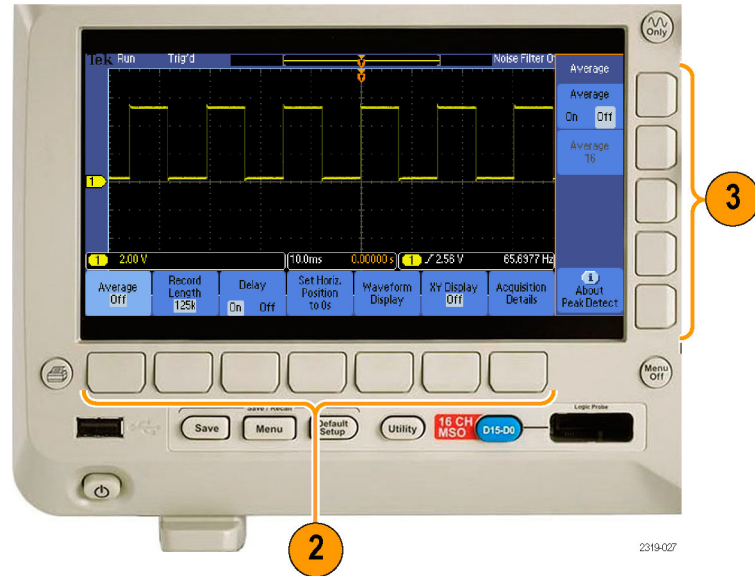 Only
Tek Run Trig'd Noise Filter O
Average
Average
On Off
Average
16
1
1 2.00 V 10.0ms 0.00000 s 1 2.56 V 65.6977 Hz
About
Peak Detect
Average
Off
Record
Length
125k
Delay
On Off
Set Horiz.
Position
to 0s
Waveform
Display
XY Display
Off
Acquisition
Details
3
Menu
Off
Save / Recall
Save
Menu
Default
Setup
Utility
16 CH
MSO
D15-D0
Logic Probe
2
2319-027